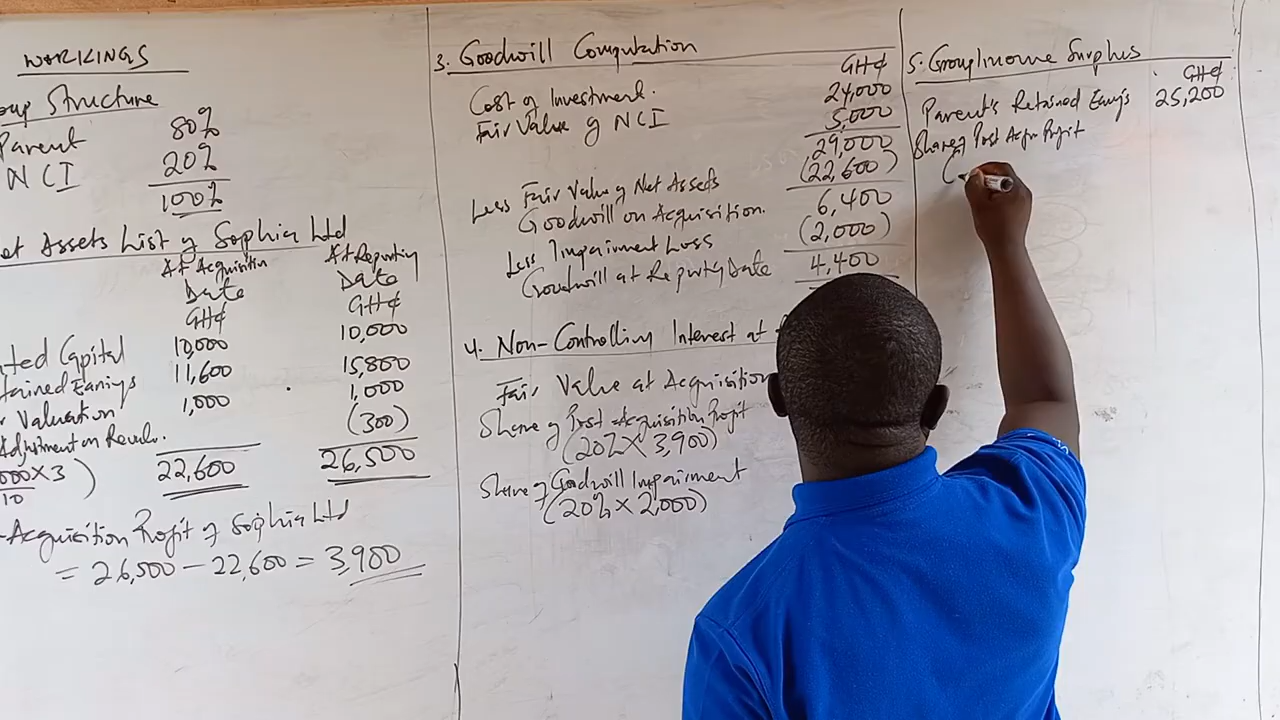 WORKINGS
oup Structure
Parent 80%
NCI 20%
100%
et Assets List of Sophia Ltd
At Acquisition At Reporting
Date Date
GH¢ GH¢
10,000 10,000
ted Capital
tained Earnings 11,600 15,800
Valuation 1,000 1,000
Adjustment on (300)
000 x 3 ) 22,600 26,500
10
-Acquisition Profit of Sophia Ltd
= 26,500 - 22,600 = 3,900
3. Goodwill Computation
GH¢
Cost of Investment. 24,000
Fair Value of NCI 5,000
29,000
Less Fair Value of Net Assets (22,600)
Goodwill on Acquisition. 6,400
Less Impairment Loss (2,000)
Goodwill at Reporting Date 4,400
4. Non-Controlling Interest at
Fair Value at Acquisition
Share of Post-Acquisition Profit
(20% x 3,900)
Share of Goodwill Impairment
(20% x 2,000)
5. Group Income Surplus
GH¢
Parent's Retained Earnings 25,200
Share of Post Acqn Profit
(